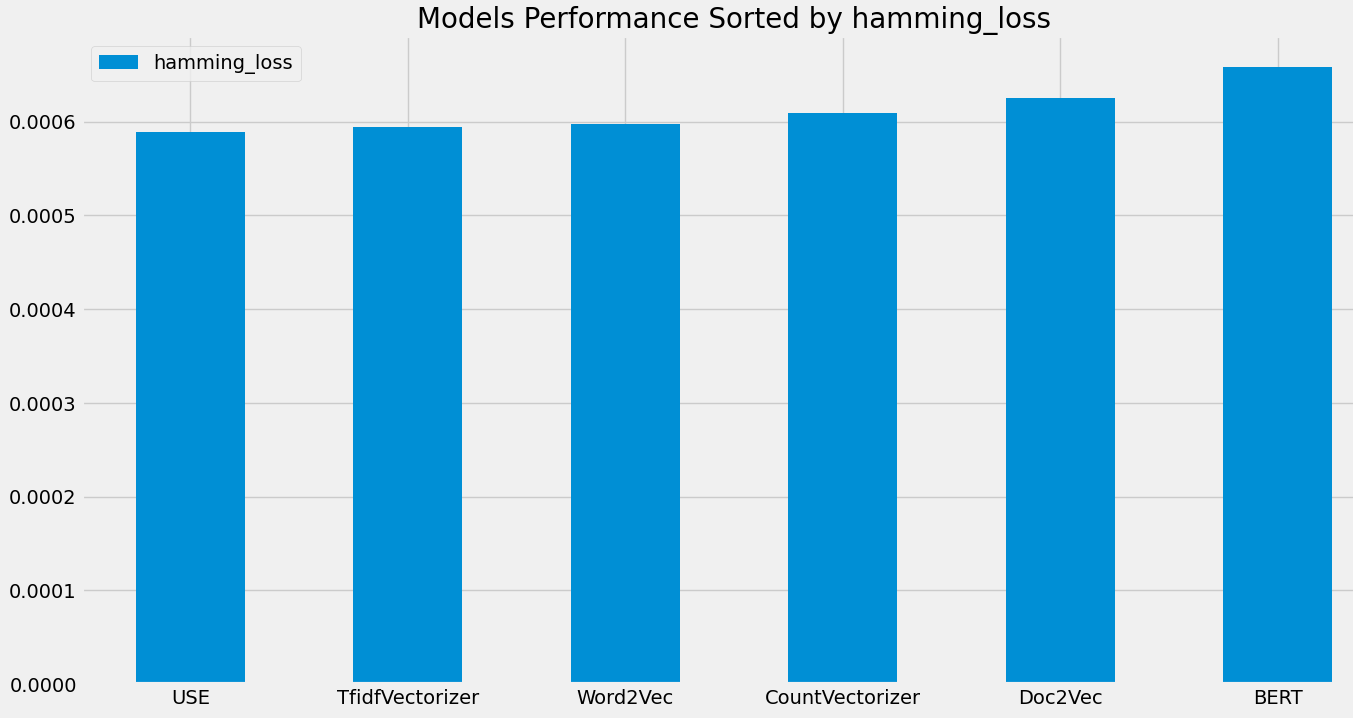 Models Performance Sorted by hamming_loss
hamming_loss
0.0006
0.0005
0.0004
0.0003
0.0002
0.0001
0.0000
USE TfidfVectorizer Word2Vec CountVectorizer Doc2Vec BERT